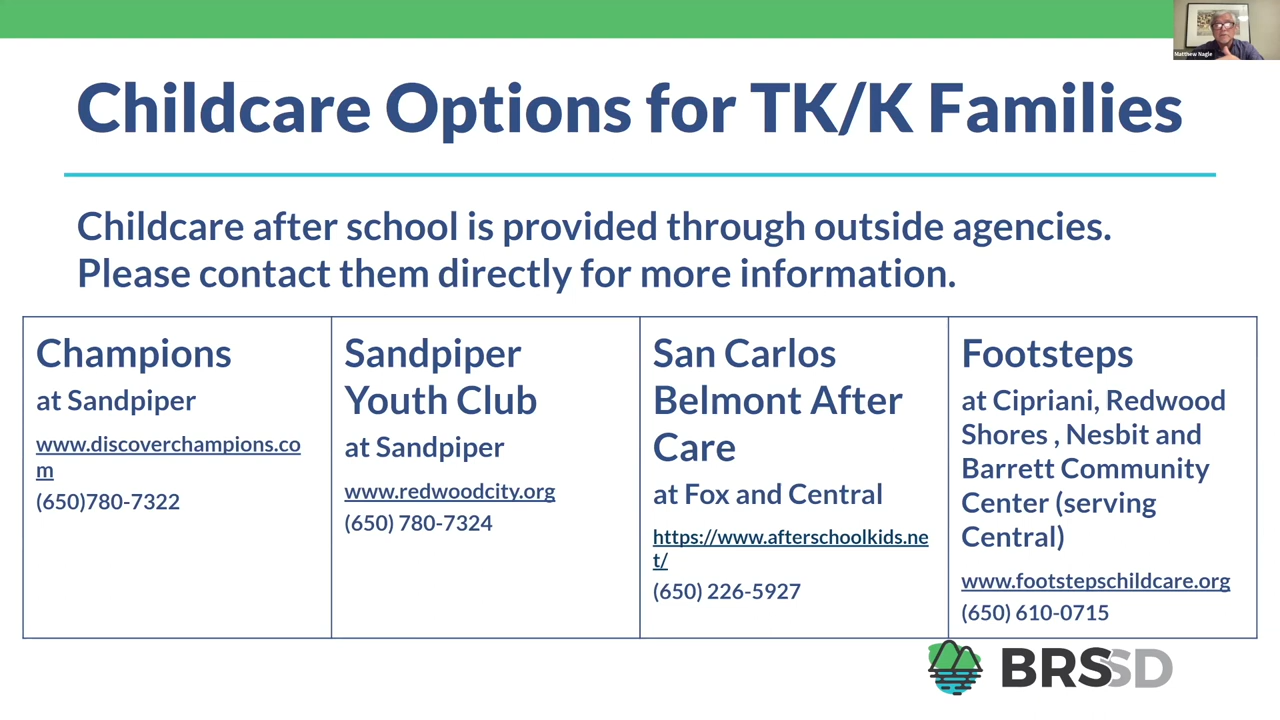 Matthew Nagle
Childcare Options for TK/K Families
Childcare after school is provided through outside agencies.
Please contact them directly for more information.
Champions
at Sandpiper
www.discoverchampions.co
m
(650)780-7322
Sandpiper
Youth Club
at Sandpiper
www.redwoodcity.org
(650) 780-7324
San Carlos
Belmont After
Care
at Fox and Central
https://www.afterschoolkids.ne
t/
(650) 226-5927
Footsteps
at Cipriani, Redwood
Shores , Nesbit and
Barrett Community
Center (serving
Central)
www.footstepschildcare.org
(650) 610-0715
BRSSD